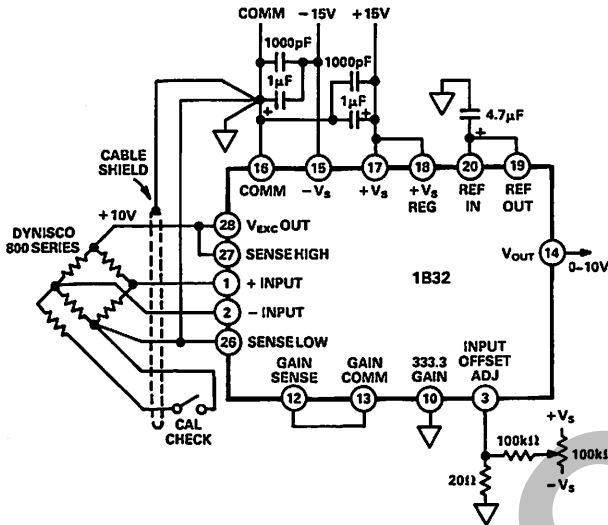 COMM −15V +15V
1000pF
1000pF
1μF
1μF
+
+
4.7μF
+
CABLE
SHIELD
16 15 17 18 20 19
COMM −VS +VS +VS REF REF
REG IN OUT
DYNISCO
800 SERIES
+10V
28 VEXC OUT
27 SENSE HIGH
1 + INPUT
2 − INPUT
26 SENSE LOW
1B32
VOUT 14
0–10V
CAL
CHECK
GAIN GAIN 333.3 INPUT
SENSE COMM GAIN OFFSET
ADJ
12 13 10 3
100kΩ
+VS
100kΩ
−VS
20Ω